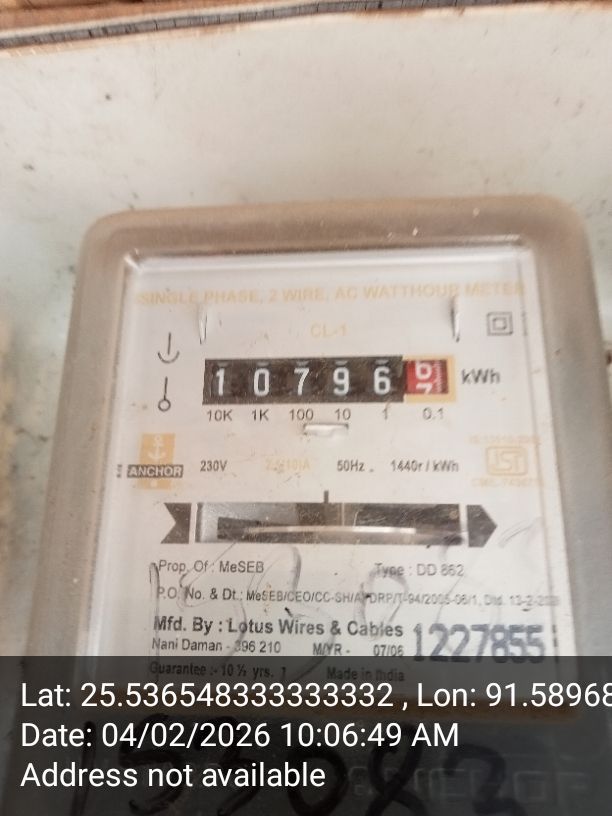 SINGLE PHASE, 2 WIRE, AC WATTHOUR METER
CL-1
1 0 7 9 6 kWh
10K 1K 100 10 1 0.1
ANCHOR 230V 50Hz 1440r / kWh
Prop. Of : MeSEB Type : DD 862
P.O. No. & Dt.:
Mfd. By : Lotus Wires & Cables
1227855
Nani Daman - 396 210 M/YR - 07/06
Guarantee :- 10 ½ yrs. Made in India
Lat: 25.536548333333332 , Lon: 91.58968
Date: 04/02/2026 10:06:49 AM
Address not available